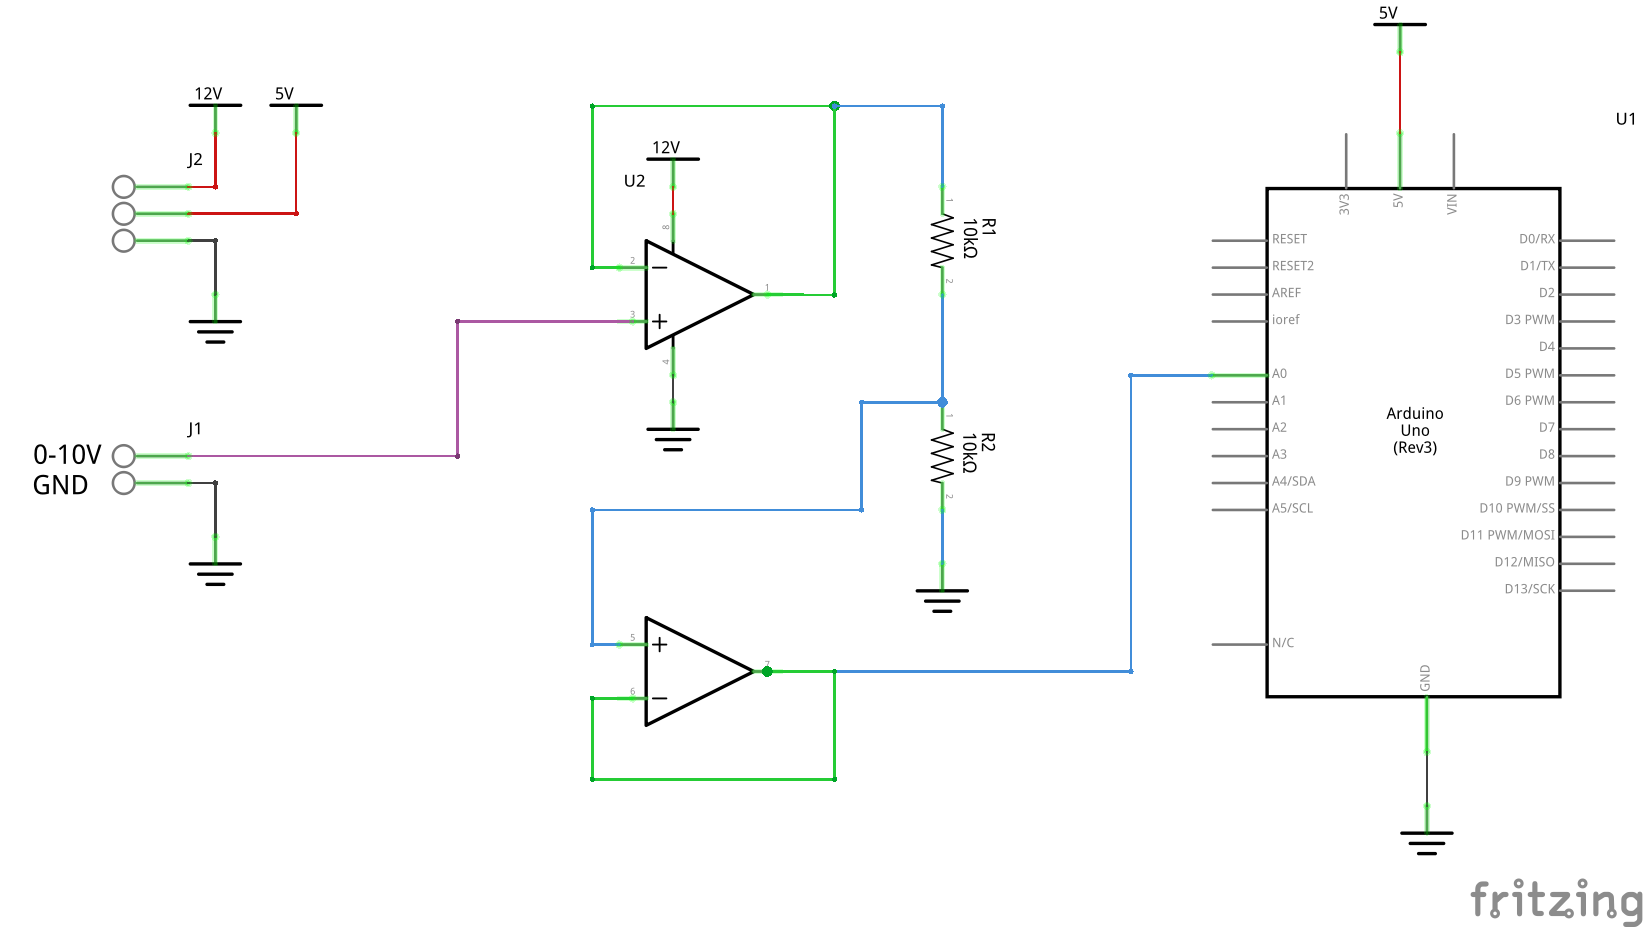 12V
5V
J2
J1
0-10V
GND
12V
U2
8
2
3
1
4
1
R1
10kΩ
2
1
R2
10kΩ
2
5
6
7
5V
U1
3V3
5V
VIN
RESET
RESET2
AREF
ioref
A0
A1
A2
A3
A4/SDA
A5/SCL
N/C
Arduino
Uno
(Rev3)
D0/RX
D1/TX
D2
D3 PWM
D4
D5 PWM
D6 PWM
D7
D8
D9 PWM
D10 PWM/SS
D11 PWM/MOSI
D12/MISO
D13/SCK
GND
fritzing